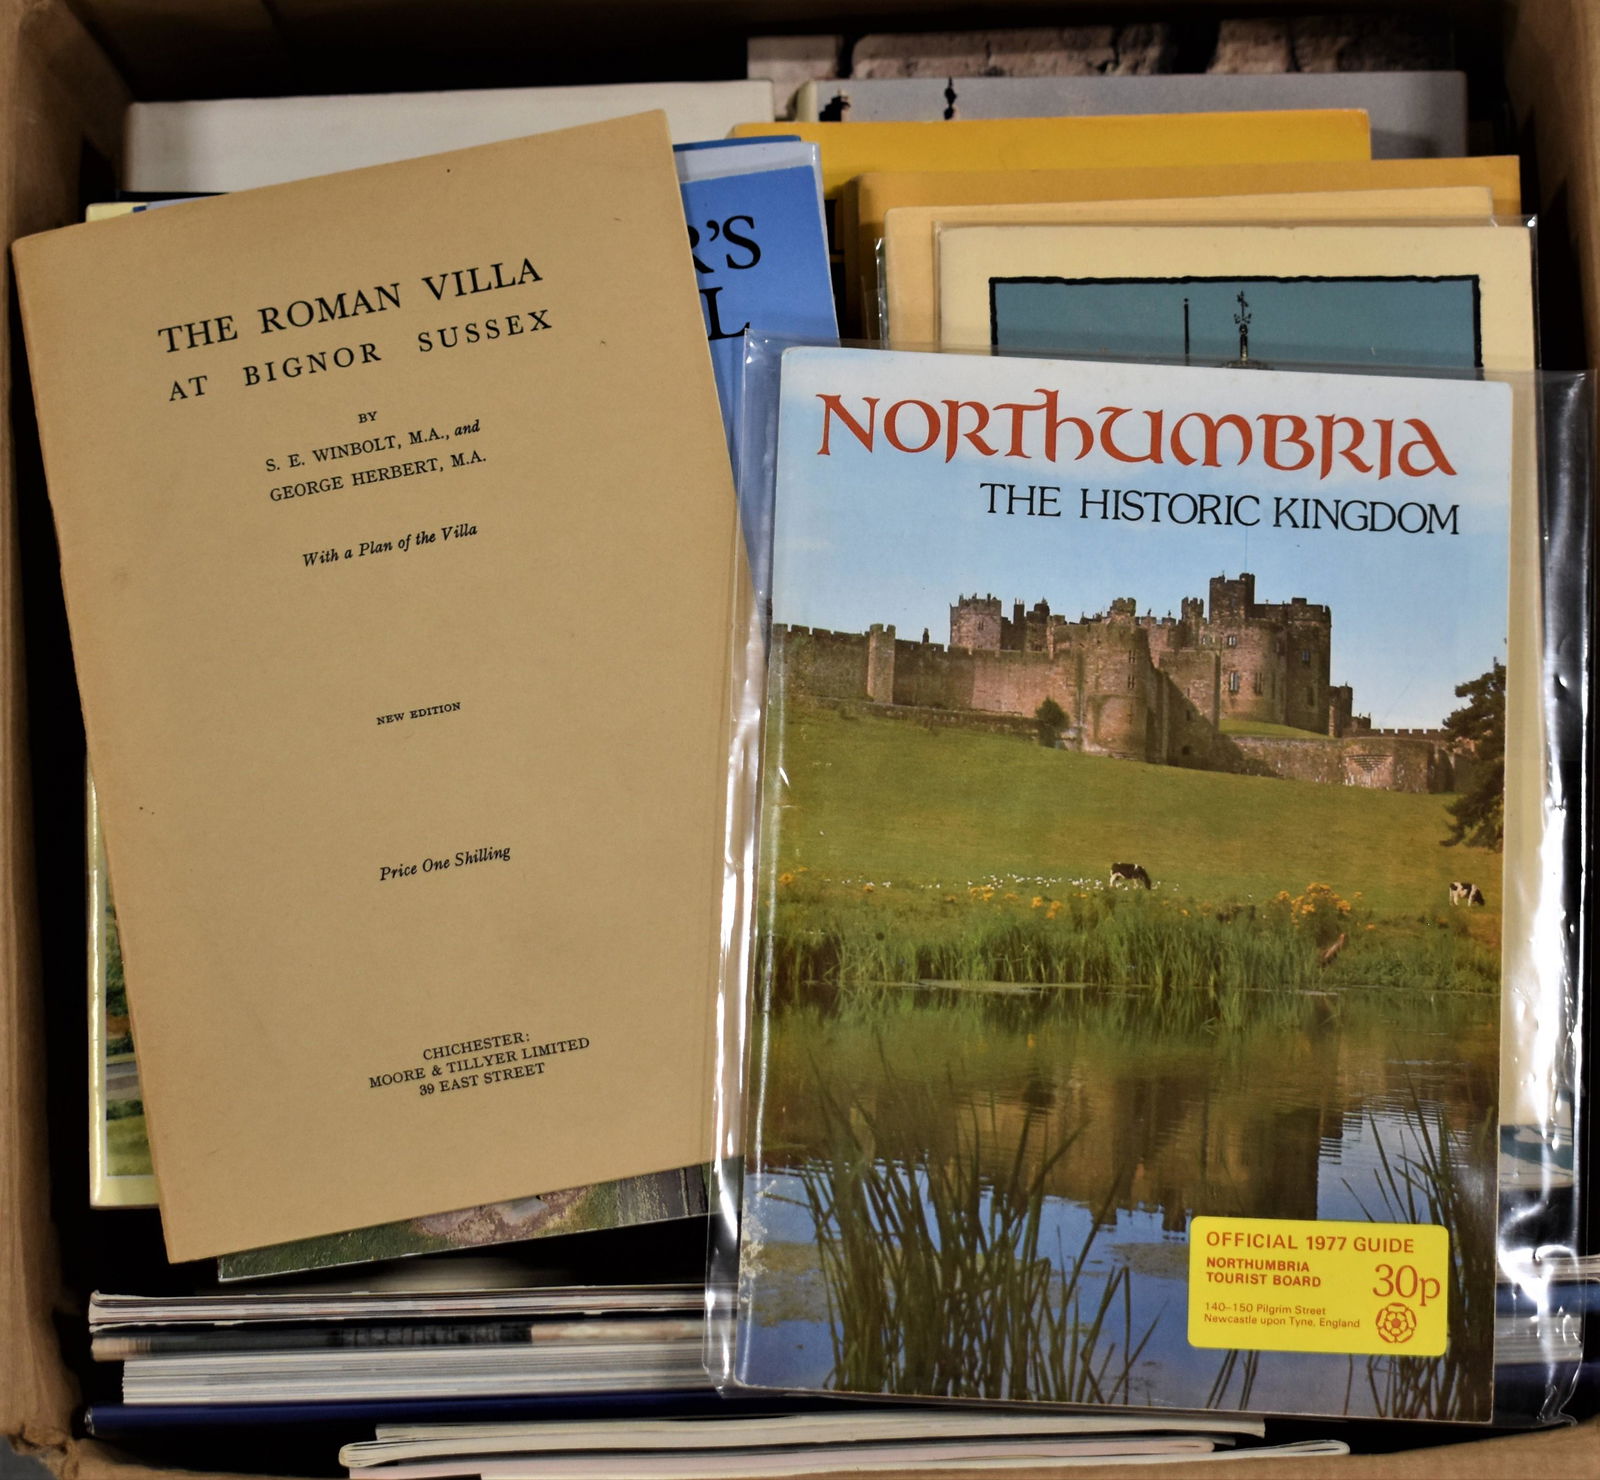 THE ROMAN VILLA
AT BIGNOR SUSSEX
BY
S. E. WINBOLT, M.A., and
GEORGE HERBERT, M.A.
With a Plan of the Villa
NEW EDITION
Price One Shilling
CHICHESTER:
MOORE & TILLYER LIMITED
39 EAST STREET
R'S
L
NORTHUMBRIA
THE HISTORIC KINGDOM
OFFICIAL 1977 GUIDE
NORTHUMBRIA
TOURIST BOARD
30p
140-150 Pilgrim Street
Newcastle upon Tyne, England